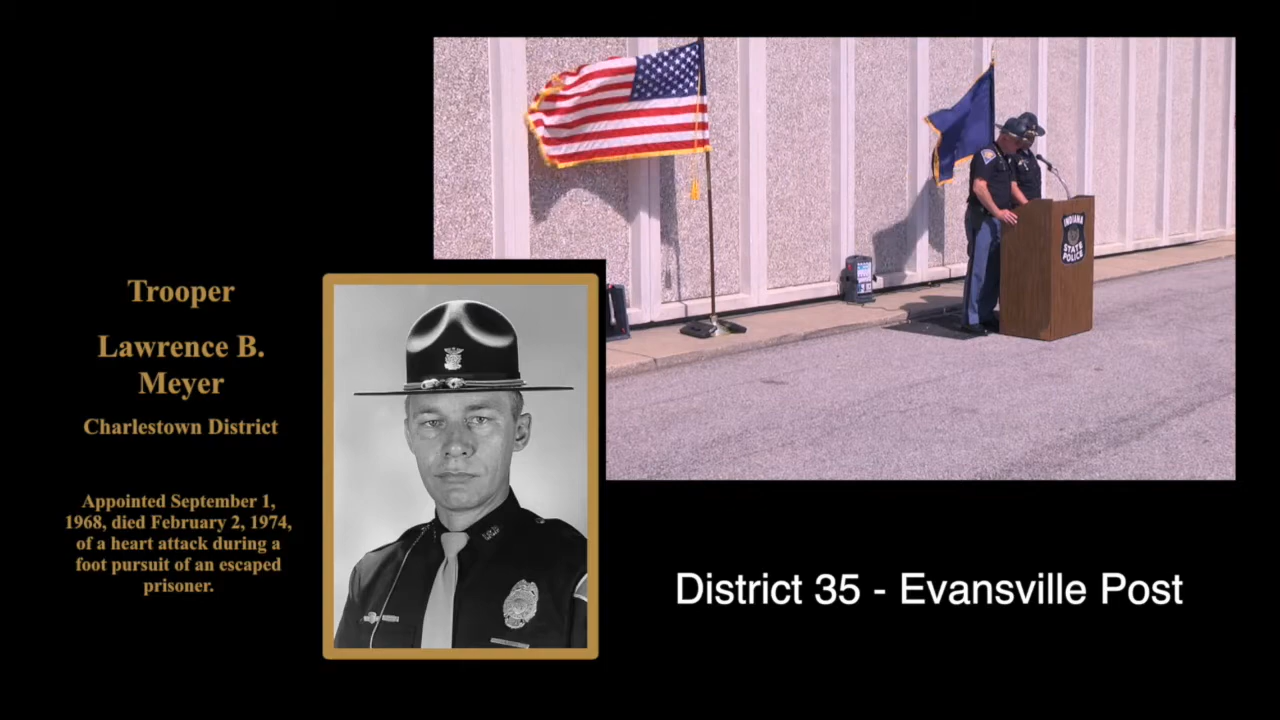 Trooper
Lawrence B.
Meyer
Charlestown District
Appointed September 1,
1968, died February 2, 1974,
of a heart attack during a
foot pursuit of an escaped
prisoner.
INDIANA
STATE
POLICE
District 35 - Evansville Post